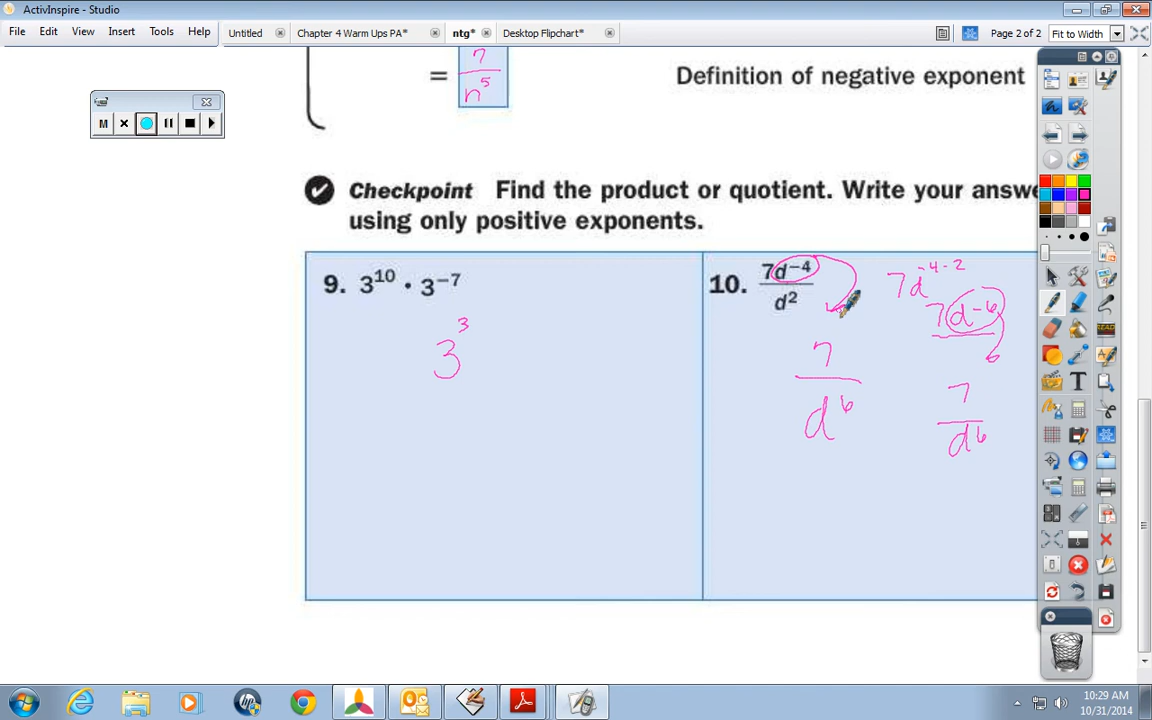 ActivInspire - Studio
File Edit View Insert Tools Help
Untitled Chapter 4 Warm Ups PA* ntg* Desktop Flipchart* Page 2 of 2 Fit to Width
= 7/n⁵ Definition of negative exponent
M
Checkpoint Find the product or quotient. Write your answe
using only positive exponents.
9. 3¹⁰ · 3⁻⁷
3³
10. 7d⁻⁴/d²
7d⁻⁴⁻²
7d⁻⁶
6
7/d⁶
7/d⁶
READ
hp
10:29 AM
10/31/2014